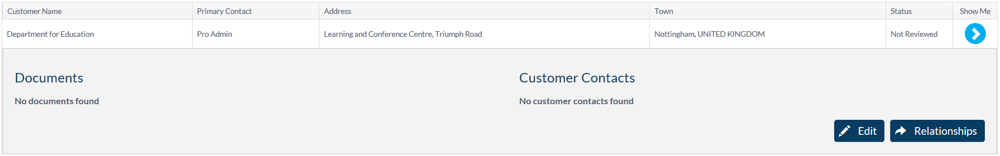 Customer Name Primary Contact Address Town Status Show Me
Department for Education Pro Admin Learning and Conference Centre, Triumph Road Nottingham, UNITED KINGDOM Not Reviewed
Documents Customer Contacts
No documents found No customer contacts found
Edit Relationships